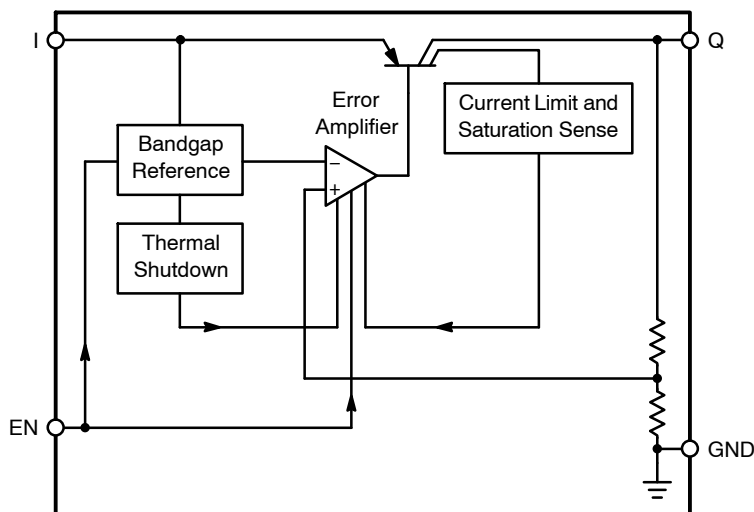 I
Q
Error
Amplifier
Current Limit and
Saturation Sense
Bandgap
Reference
−
+
Thermal
Shutdown
EN
GND